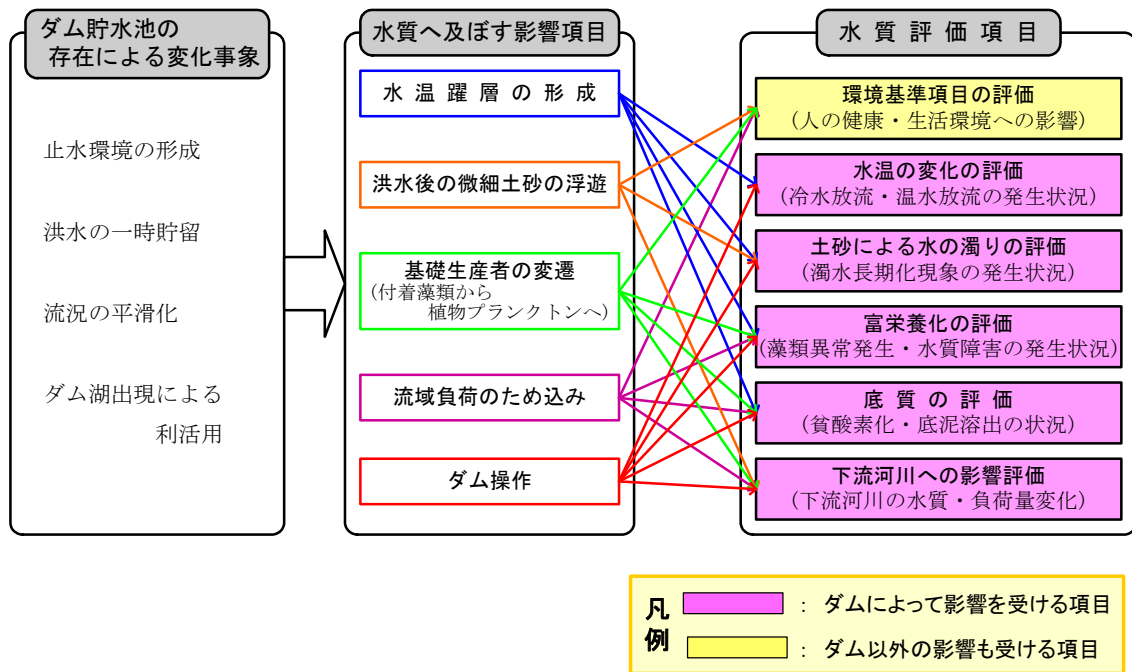 ダム貯水池の
存在による変化事象
止水環境の形成
洪水の一時貯留
流況の平滑化
ダム湖出現による
利活用
水質へ及ぼす影響項目
水温躍層の形成
洪水後の微細土砂の浮遊
基礎生産者の変遷
(付着藻類から
植物プランクトンへ)
流域負荷のため込み
ダム操作
水質評価項目
環境基準項目の評価
(人の健康・生活環境への影響)
水温の変化の評価
(冷水放流・温水放流の発生状況)
土砂による水の濁りの評価
(濁水長期化現象の発生状況)
富栄養化の評価
(藻類異常発生・水質障害の発生状況)
底質の評価
(貧酸素化・底泥溶出の状況)
下流河川への影響評価
(下流河川の水質・負荷量変化)
凡例
: ダムによって影響を受ける項目
: ダム以外の影響も受ける項目